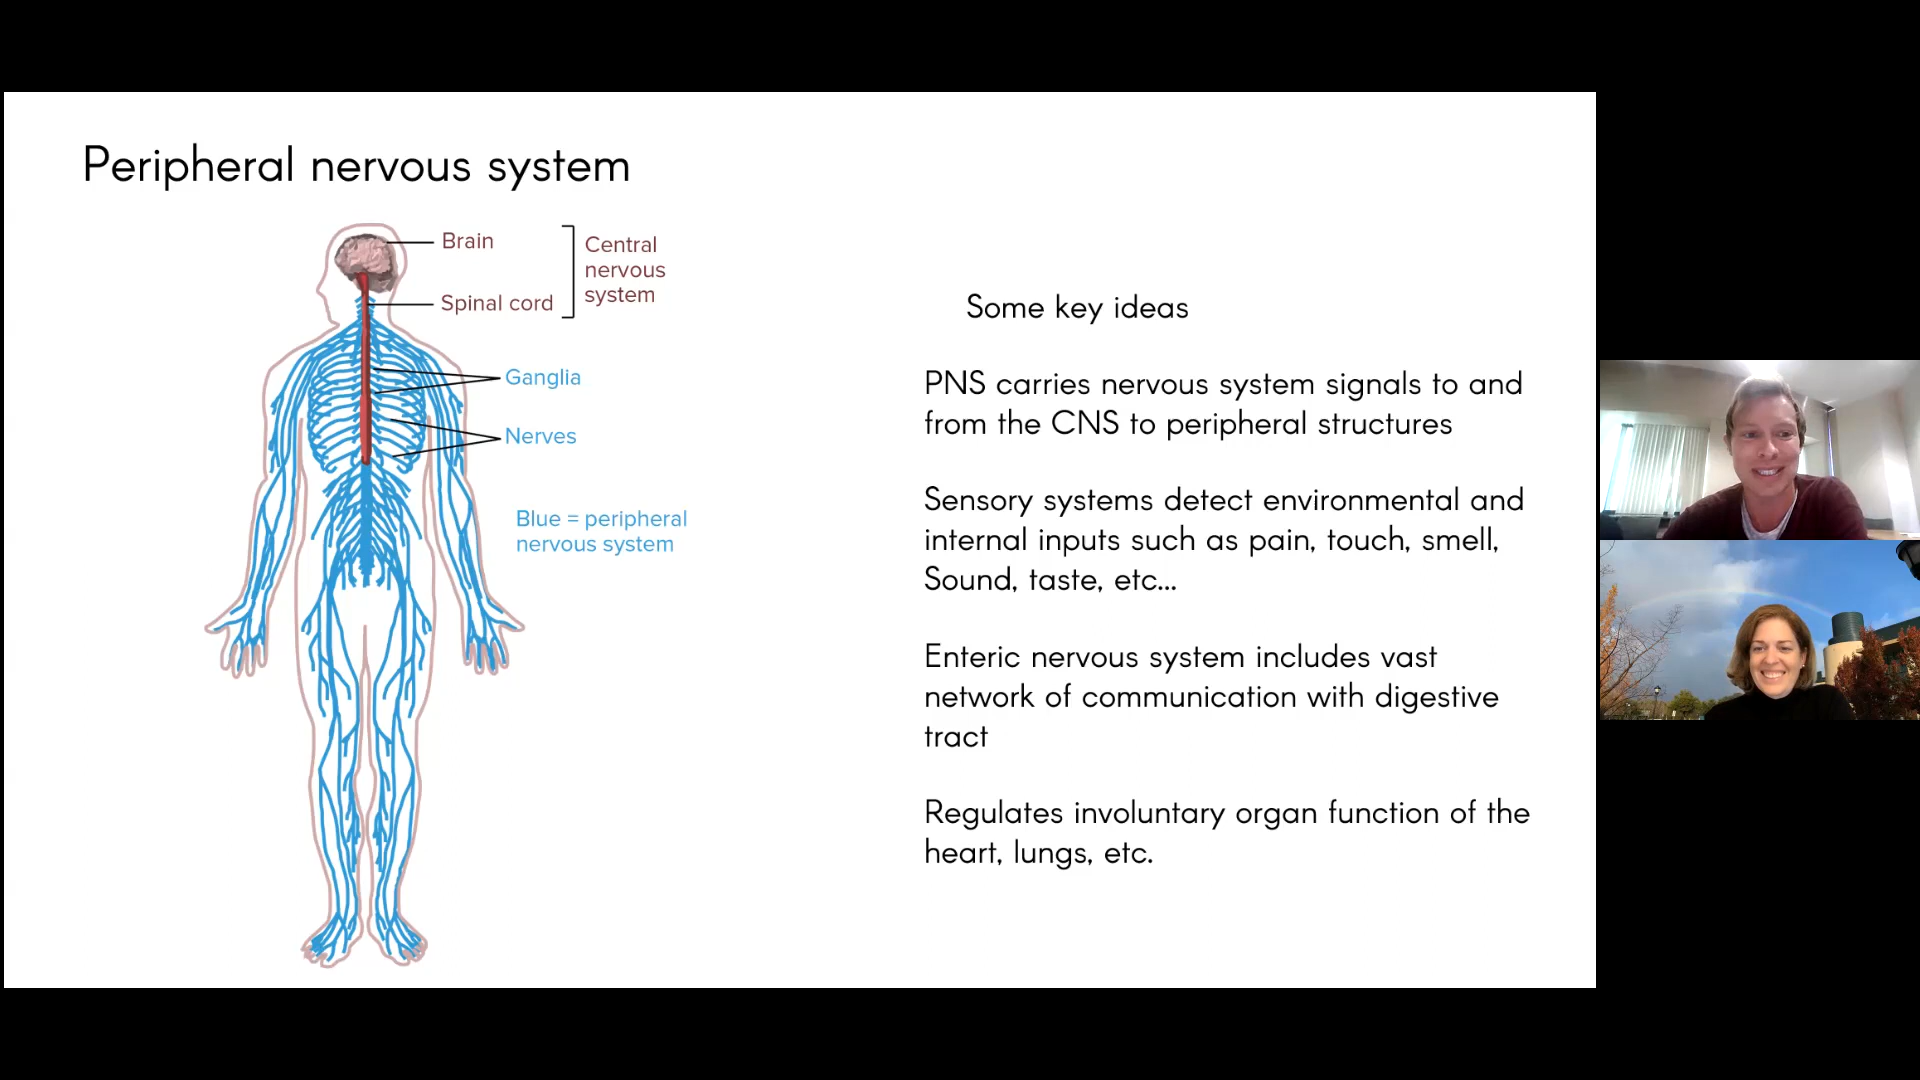 Peripheral nervous system
Brain
Spinal cord
Central
nervous
system
Ganglia
Nerves
Blue = peripheral
nervous system
Some key ideas
PNS carries nervous system signals to and
from the CNS to peripheral structures
Sensory systems detect environmental and
internal inputs such as pain, touch, smell,
Sound, taste, etc...
Enteric nervous system includes vast
network of communication with digestive
tract
Regulates involuntary organ function of the
heart, lungs, etc.